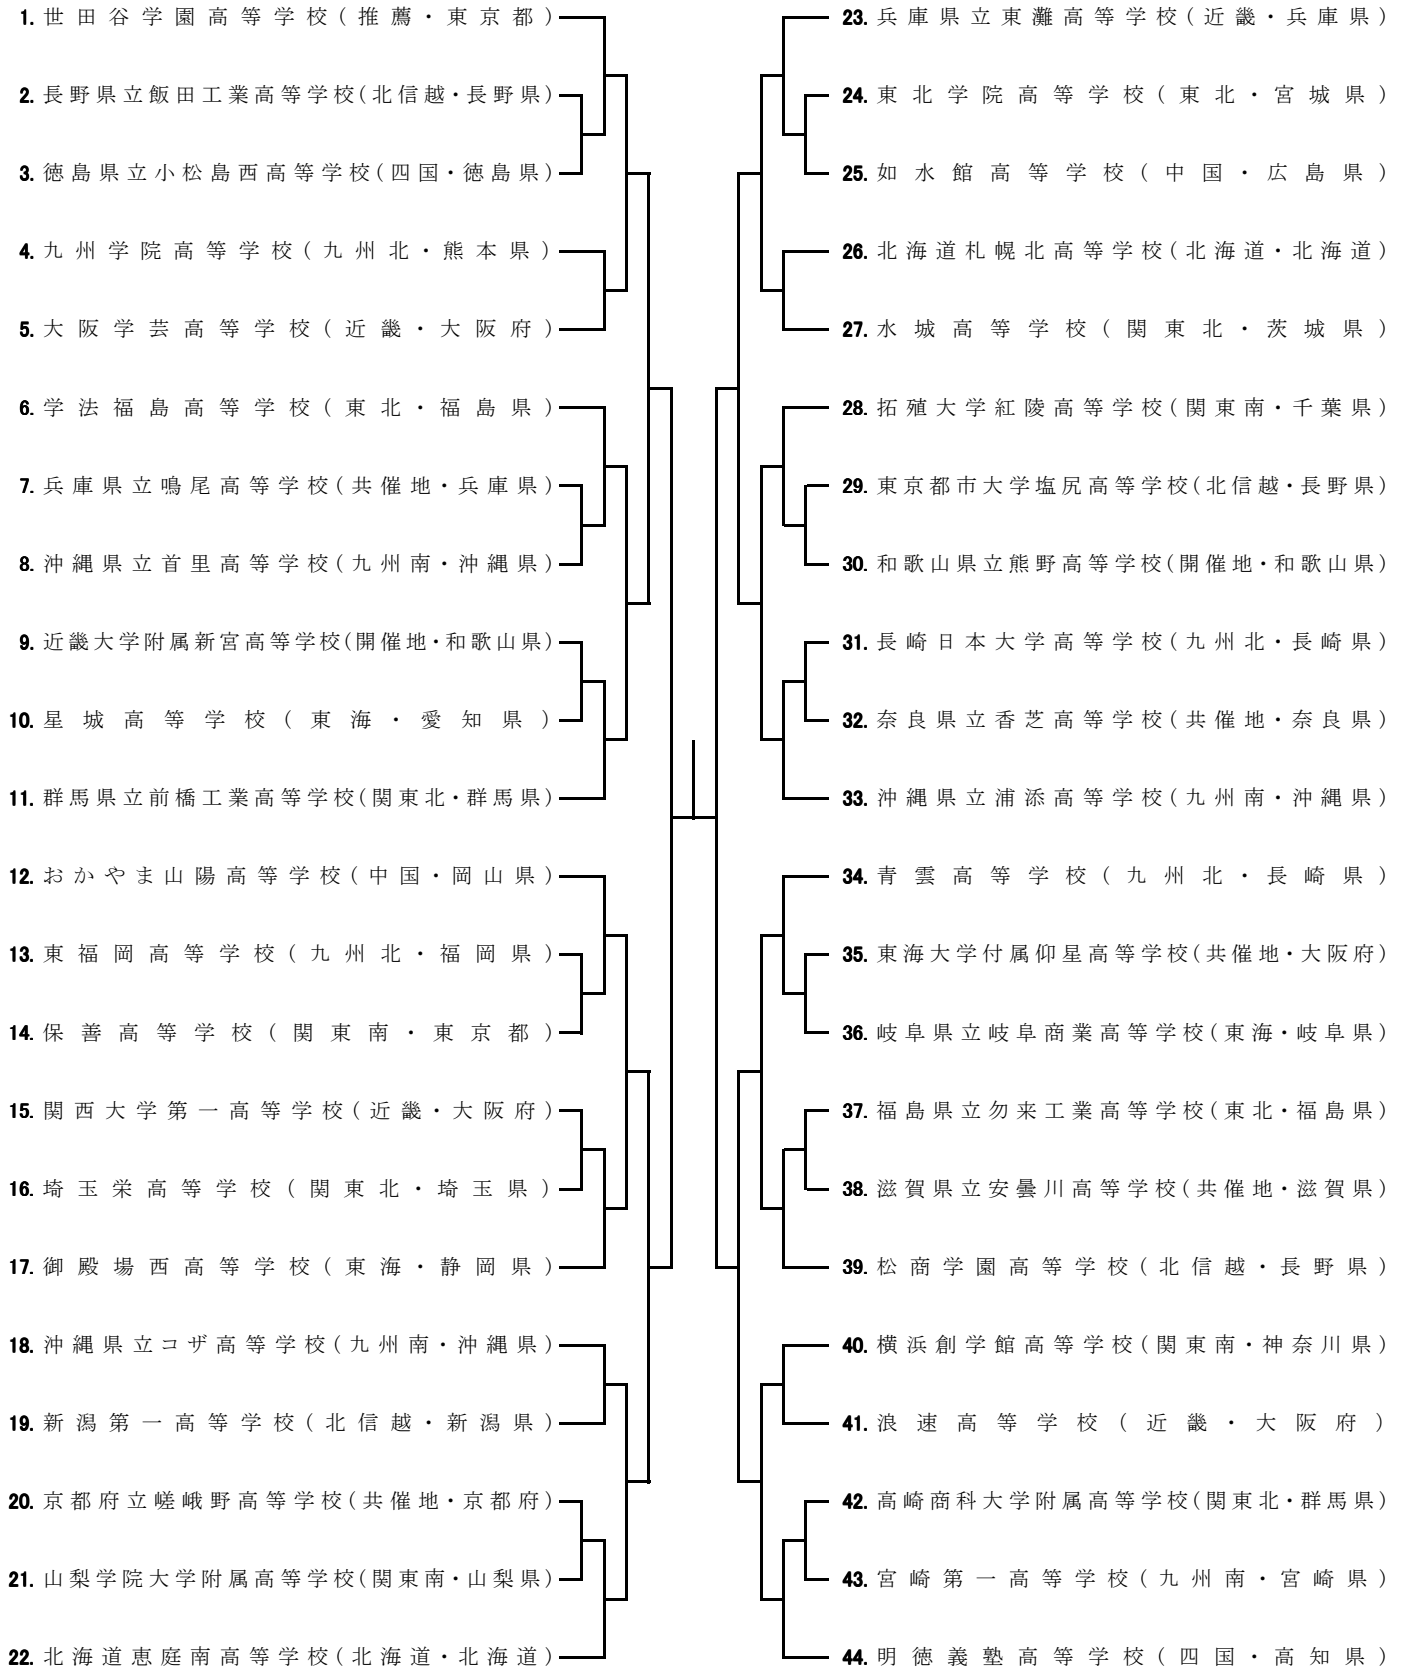 1. 世田谷学園高等学校(推薦・東京都)
2. 長野県立飯田工業高等学校(北信越・長野県)
3. 徳島県立小松島西高等学校(四国・徳島県)
4. 九州学院高等学校(九州北・熊本県)
5. 大阪学芸高等学校(近畿・大阪府)
6. 学法福島高等学校(東北・福島県)
7. 兵庫県立鳴尾高等学校(共催地・兵庫県)
8. 沖縄県立首里高等学校(九州南・沖縄県)
9. 近畿大学附属新宮高等学校(開催地・和歌山県)
10. 星城高等学校(東海・愛知県)
11. 群馬県立前橋工業高等学校(関東北・群馬県)
12. おかやま山陽高等学校(中国・岡山県)
13. 東福岡高等学校(九州北・福岡県)
14. 保善高等学校(関東南・東京都)
15. 関西大学第一高等学校(近畿・大阪府)
16. 埼玉栄高等学校(関東北・埼玉県)
17. 御殿場西高等学校(東海・静岡県)
18. 沖縄県立コザ高等学校(九州南・沖縄県)
19. 新潟第一高等学校(北信越・新潟県)
20. 京都府立嵯峨野高等学校(共催地・京都府)
21. 山梨学院大学附属高等学校(関東南・山梨県)
22. 北海道恵庭南高等学校(北海道・北海道)
23. 兵庫県立東灘高等学校(近畿・兵庫県)
24. 東北学院高等学校(東北・宮城県)
25. 如水館高等学校(中国・広島県)
26. 北海道札幌北高等学校(北海道・北海道)
27. 水城高等学校(関東北・茨城県)
28. 拓殖大学紅陵高等学校(関東南・千葉県)
29. 東京都市大学塩尻高等学校(北信越・長野県)
30. 和歌山県立熊野高等学校(開催地・和歌山県)
31. 長崎日本大学高等学校(九州北・長崎県)
32. 奈良県立香芝高等学校(共催地・奈良県)
33. 沖縄県立浦添高等学校(九州南・沖縄県)
34. 青雲高等学校(九州北・長崎県)
35. 東海大学付属仰星高等学校(共催地・大阪府)
36. 岐阜県立岐阜商業高等学校(東海・岐阜県)
37. 福島県立勿来工業高等学校(東北・福島県)
38. 滋賀県立安曇川高等学校(共催地・滋賀県)
39. 松商学園高等学校(北信越・長野県)
40. 横浜創学館高等学校(関東南・神奈川県)
41. 浪速高等学校(近畿・大阪府)
42. 高崎商科大学附属高等学校(関東北・群馬県)
43. 宮崎第一高等学校(九州南・宮崎県)
44. 明徳義塾高等学校(四国・高知県)